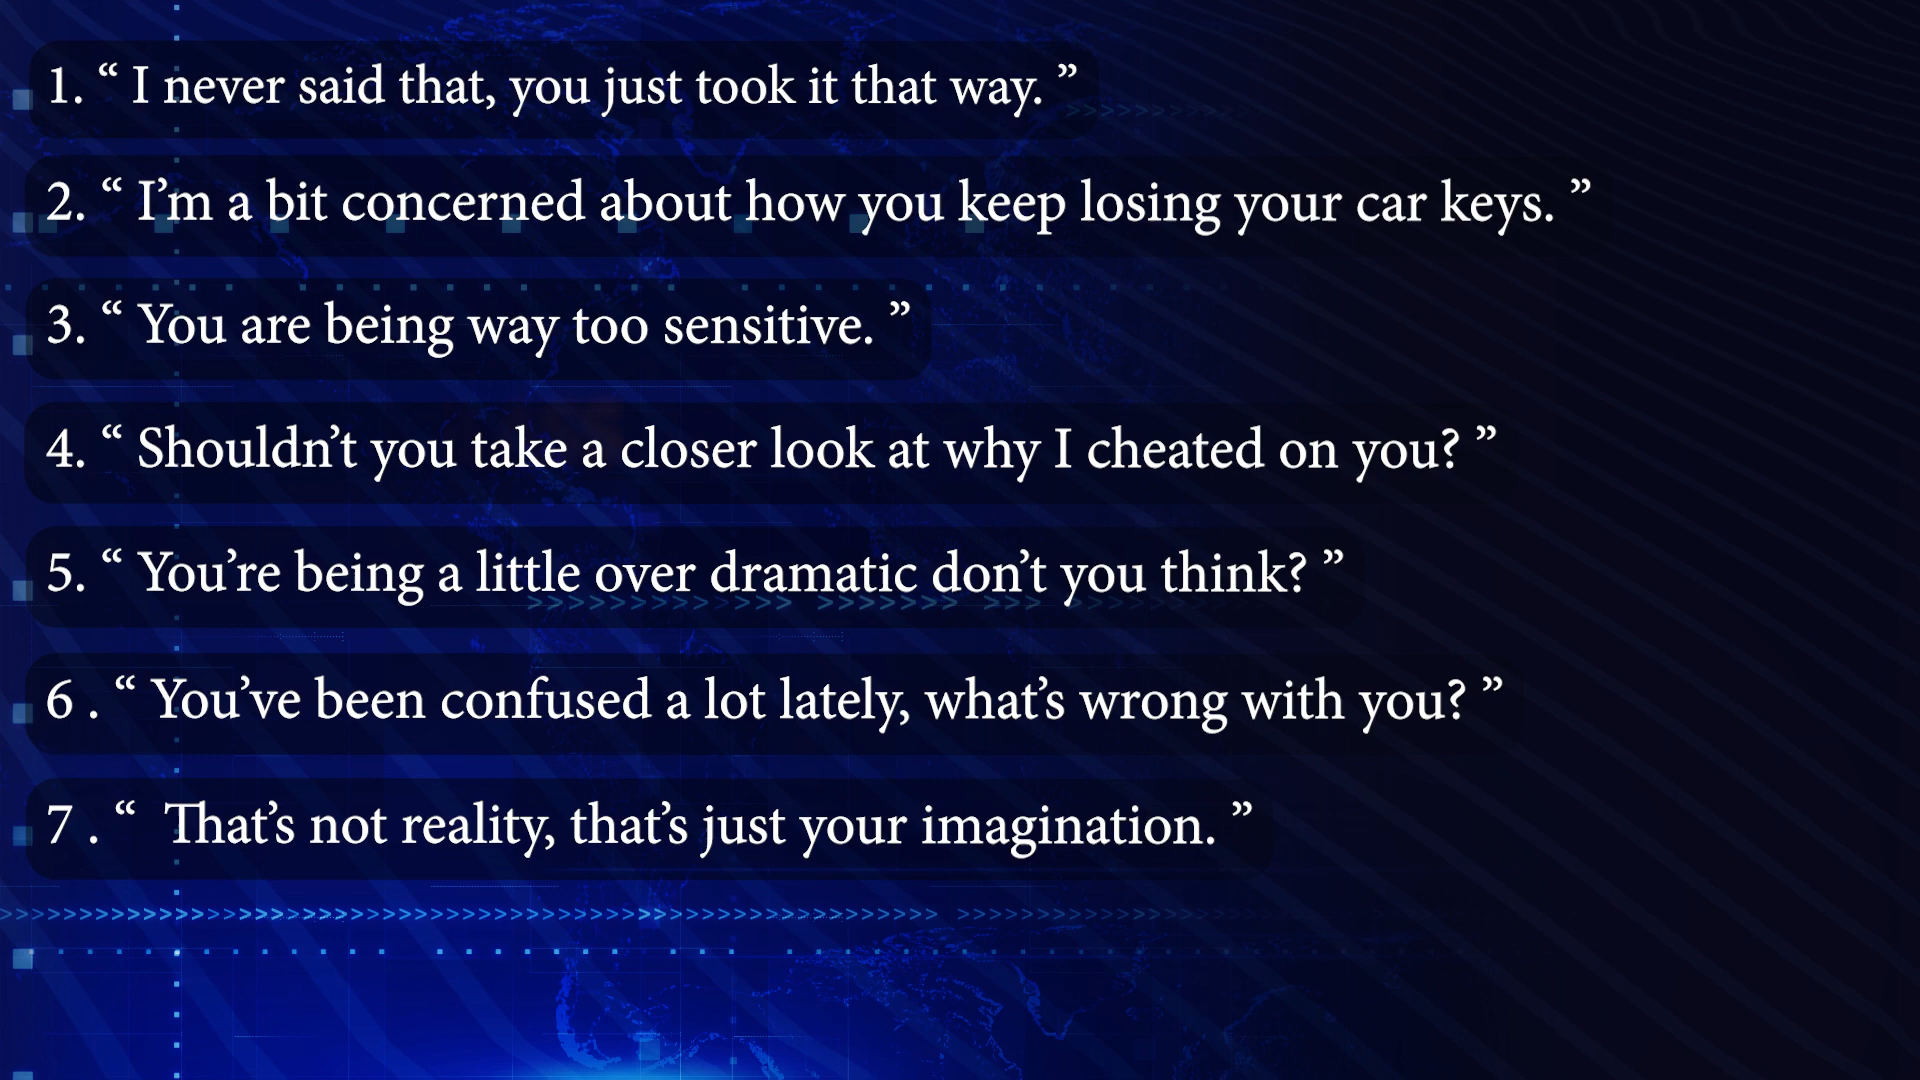 1. “ I never said that, you just took it that way. ”
2. “ I’m a bit concerned about how you keep losing your car keys. ”
3. “ You are being way too sensitive. ”
4. “ Shouldn’t you take a closer look at why I cheated on you? ”
5. “ You’re being a little over dramatic don’t you think? ”
6 . “ You’ve been confused a lot lately, what’s wrong with you? ”
7 . “  That’s not reality, that’s just your imagination. ”